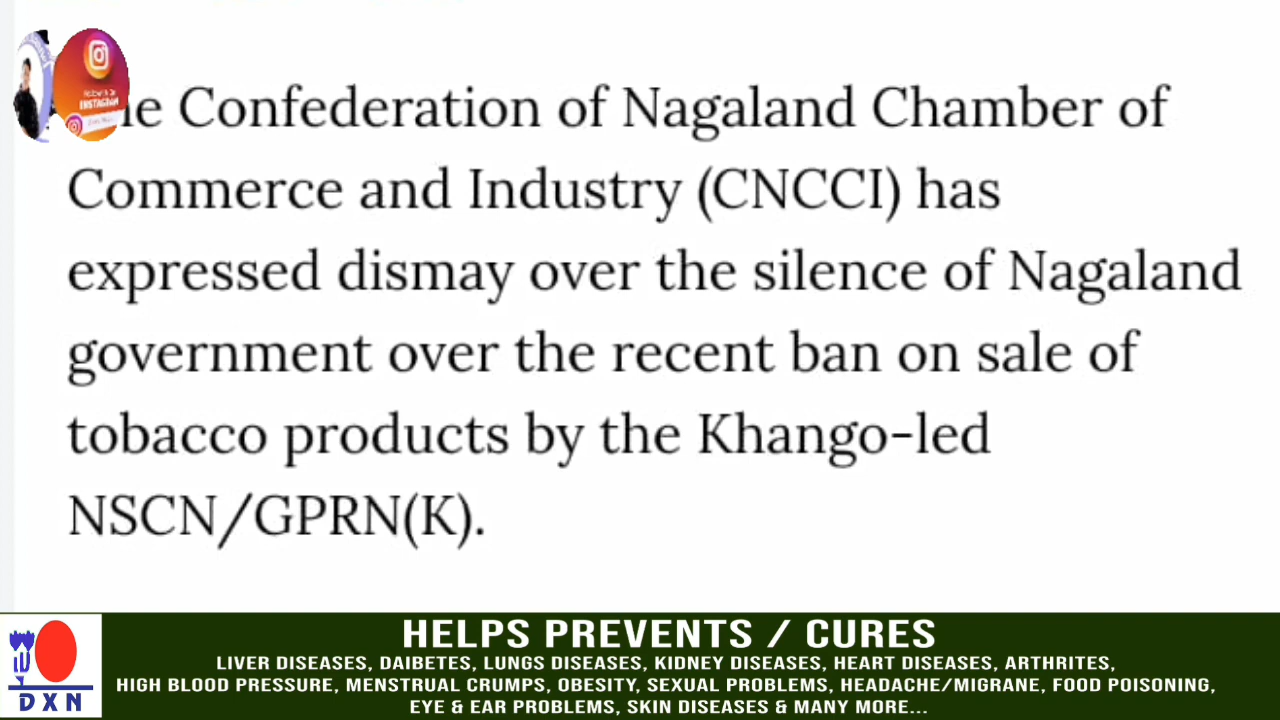 INSTAGRAM
he Confederation of Nagaland Chamber of
Commerce and Industry (CNCCI) has
expressed dismay over the silence of Nagaland
government over the recent ban on sale of
tobacco products by the Khango-led
NSCN/GPRN(K).
HELPS PREVENTS / CURES
LIVER DISEASES, DAIBETES, LUNGS DISEASES, KIDNEY DISEASES, HEART DISEASES, ARTHRITES,
HIGH BLOOD PRESSURE, MENSTRUAL CRUMPS, OBESITY, SEXUAL PROBLEMS, HEADACHE/MIGRANE, FOOD POISONING,
EYE & EAR PROBLEMS, SKIN DISEASES & MANY MORE...
DXN